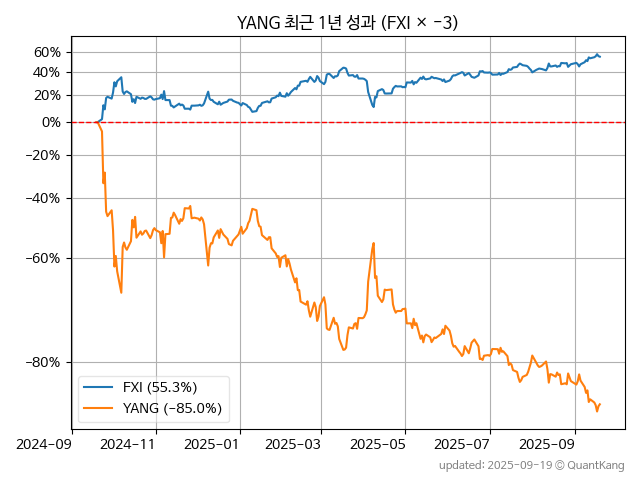 YANG 최근 1년 성과 (FXI × −3)
60%
40%
20%
0%
−20%
−40%
−60%
−80%
FXI (55.3%)
YANG (−85.0%)
2024-09 2024-11 2025-01 2025-03 2025-05 2025-07 2025-09
updated: 2025-09-19 © QuantKang